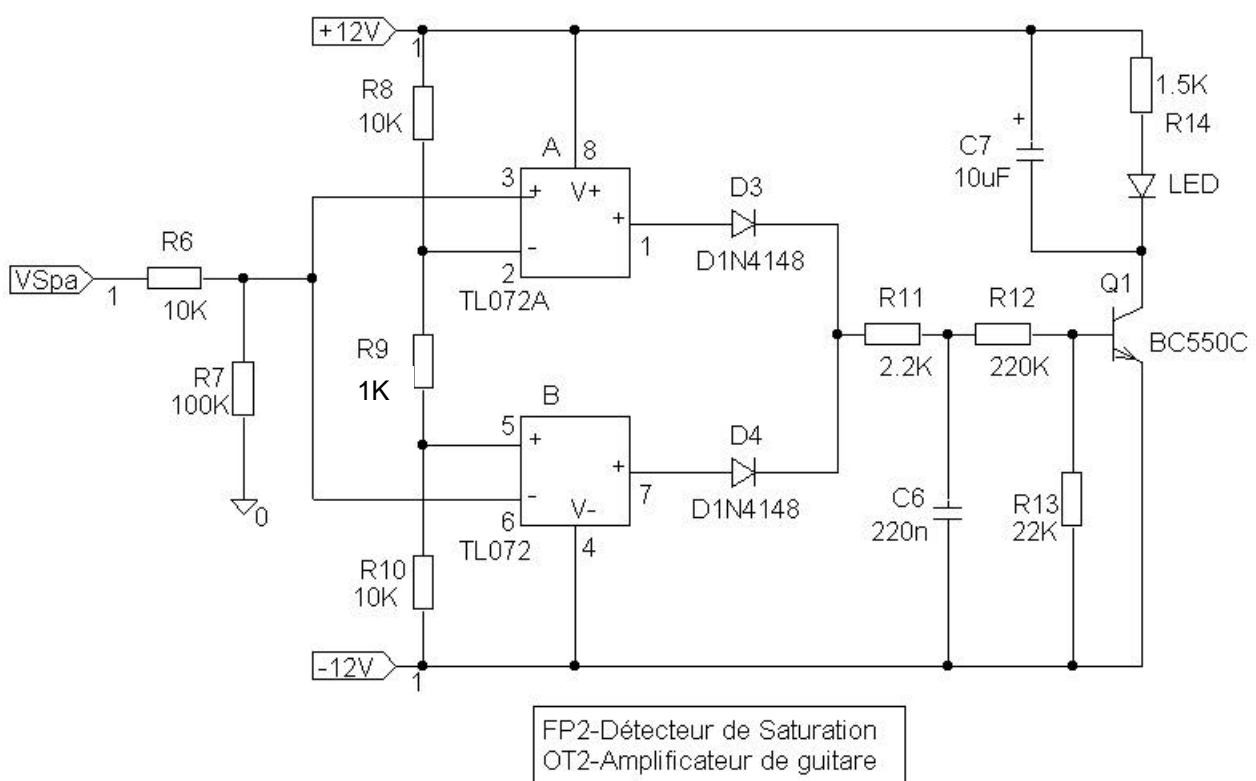 +12V
1
R8
10K
A
8
3
+
V+
+
-
2
1
TL072A
D3
D1N4148
C7
10uF
+
1.5K
R14
LED
R6
10K
VSpa
1
R7
100K
0
R9
1K
B
5
+
+
-
V-
6
7
4
TL072
D4
D1N4148
R11
2.2K
R12
220K
Q1
BC550C
C6
220n
R13
22K
R10
10K
-12V
1
FP2-Détecteur de Saturation
OT2-Amplificateur de guitare